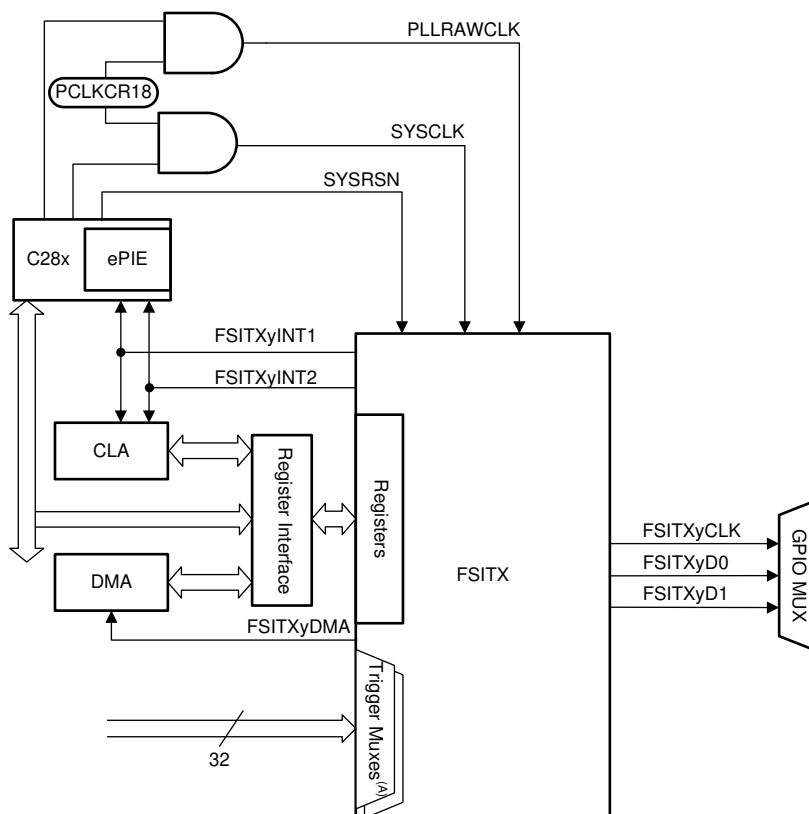 PLLRAWCLK
PCLKCR18
SYSCLK
SYSRSN
C28x
ePIE
FSITXyINT1
FSITXyINT2
CLA
Register Interface
Registers
FSITX
FSITXyCLK
FSITXyD0
FSITXyD1
GPIO MUX
DMA
FSITXyDMA
Trigger Muxes(A)
32